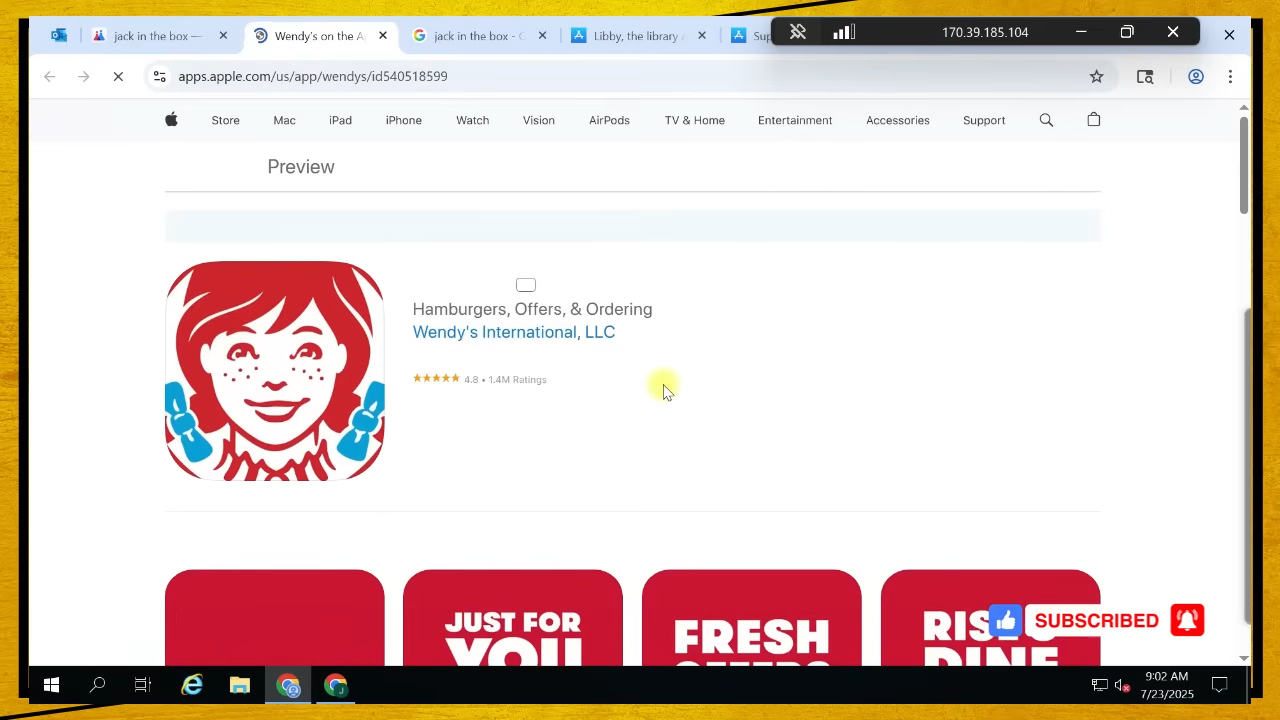 jack in the box —
Wendy's on the A
jack in the box - G
Libby, the library a
Sup
170.39.185.104
apps.apple.com/us/app/wendys/id540518599
Store
Mac
iPad
iPhone
Watch
Vision
AirPods
TV & Home
Entertainment
Accessories
Support
Preview
Hamburgers, Offers, & Ordering
Wendy's International, LLC
4.8 • 1.4M Ratings
JUST FOR
YOU
FRESH
OFFERS
DINE
SUBSCRIBED
9:02 AM
7/23/2025